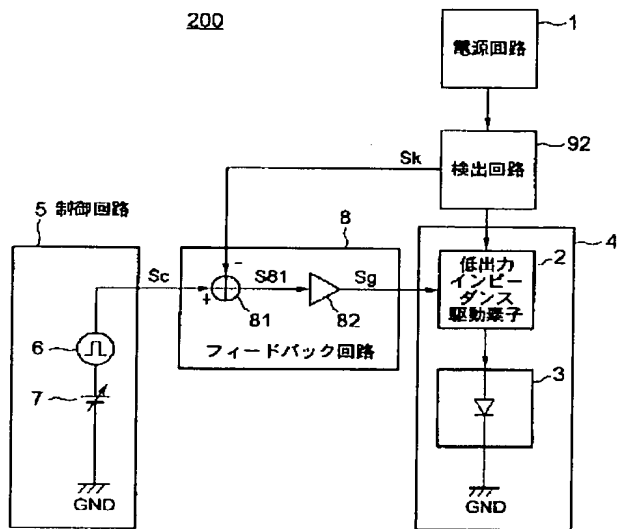 200
1
電源回路
92
検出回路
Sk
5 制御回路
8
4
Sc
-
+
S81
Sg
81
82
フィードバック回路
2
低出力
インピー
ダンス
駆動素子
6
7
3
GND
GND